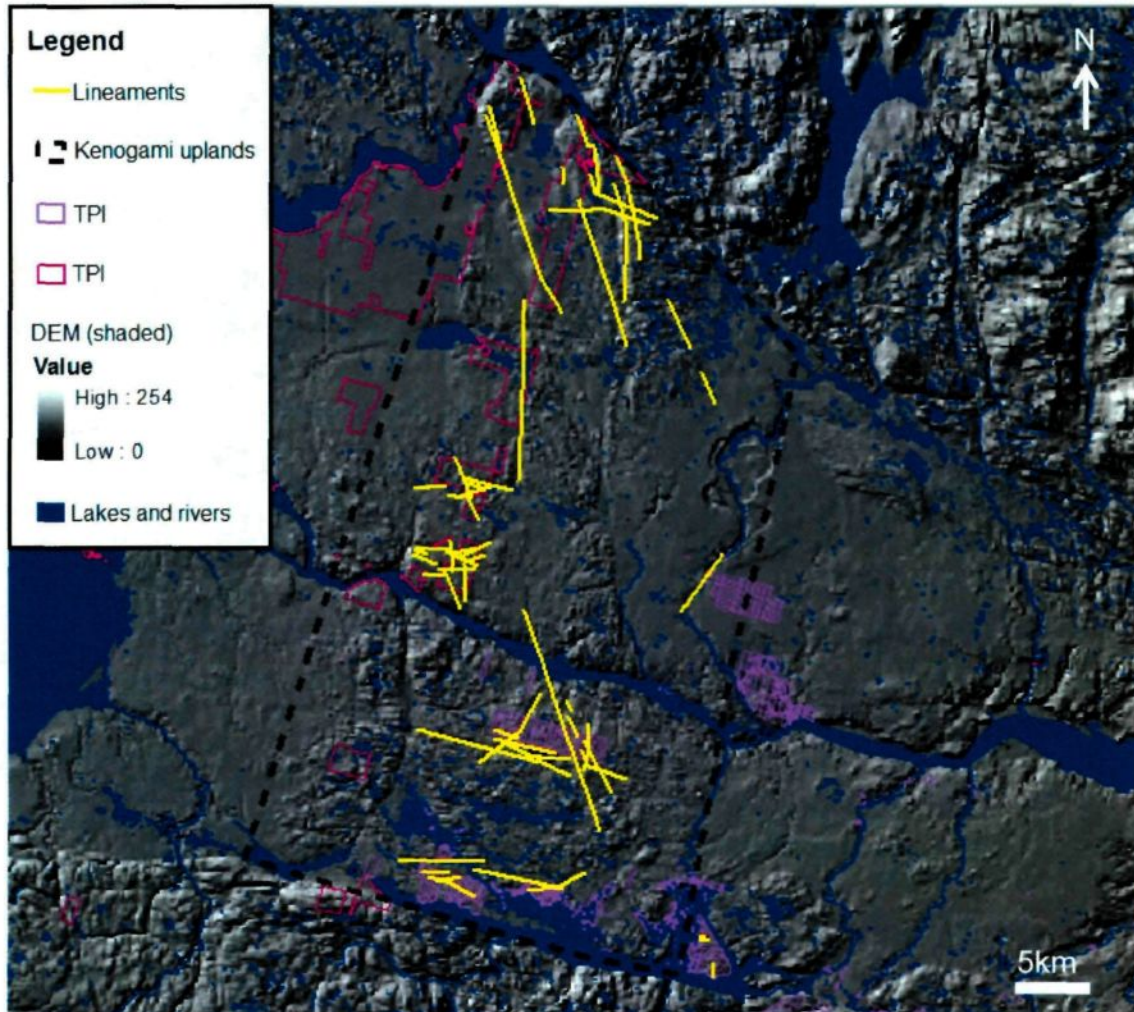 Legend
Lineaments
Kenogami uplands
TPI
TPI
DEM (shaded)
Value
High : 254
Low : 0
Lakes and rivers
N
5km